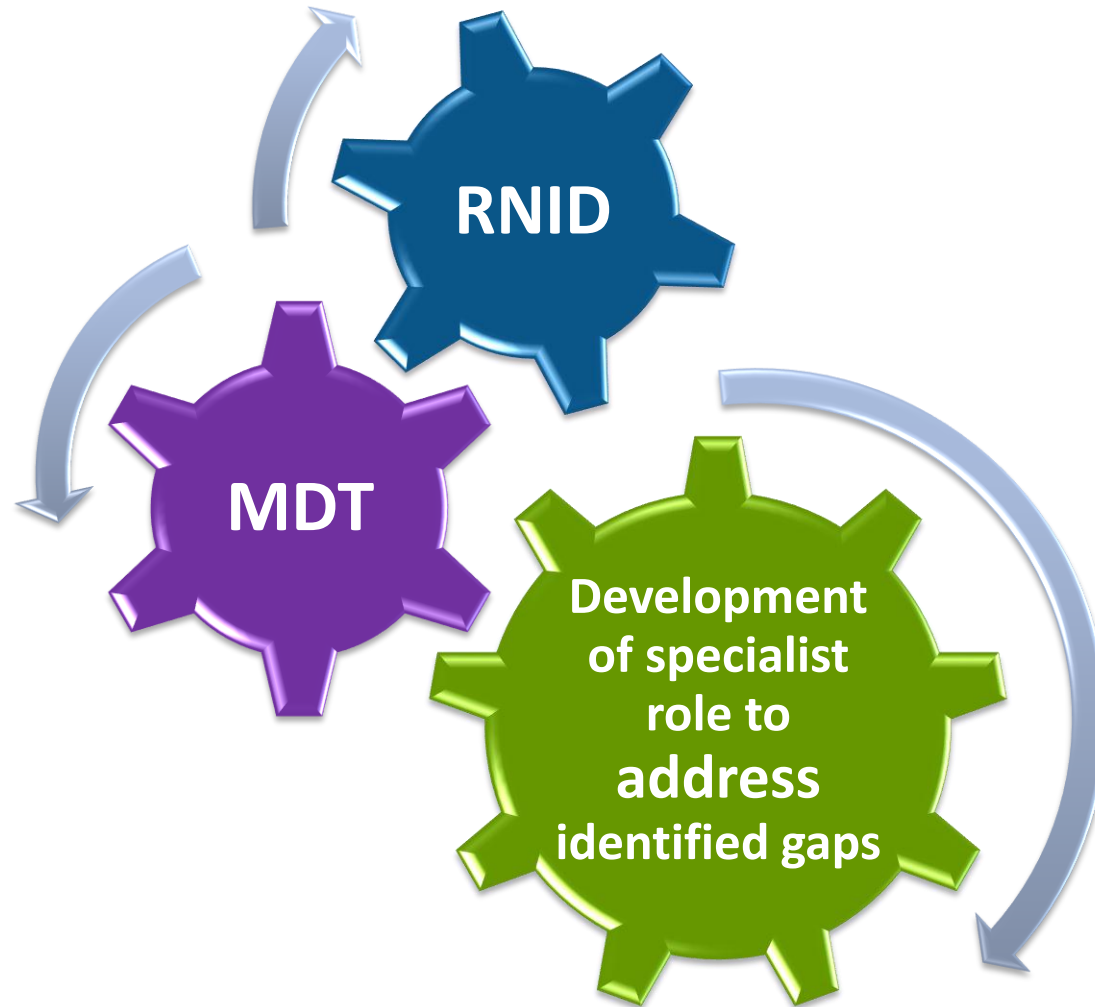 RNID
MDT
Development
of specialist
role to
address
identified gaps